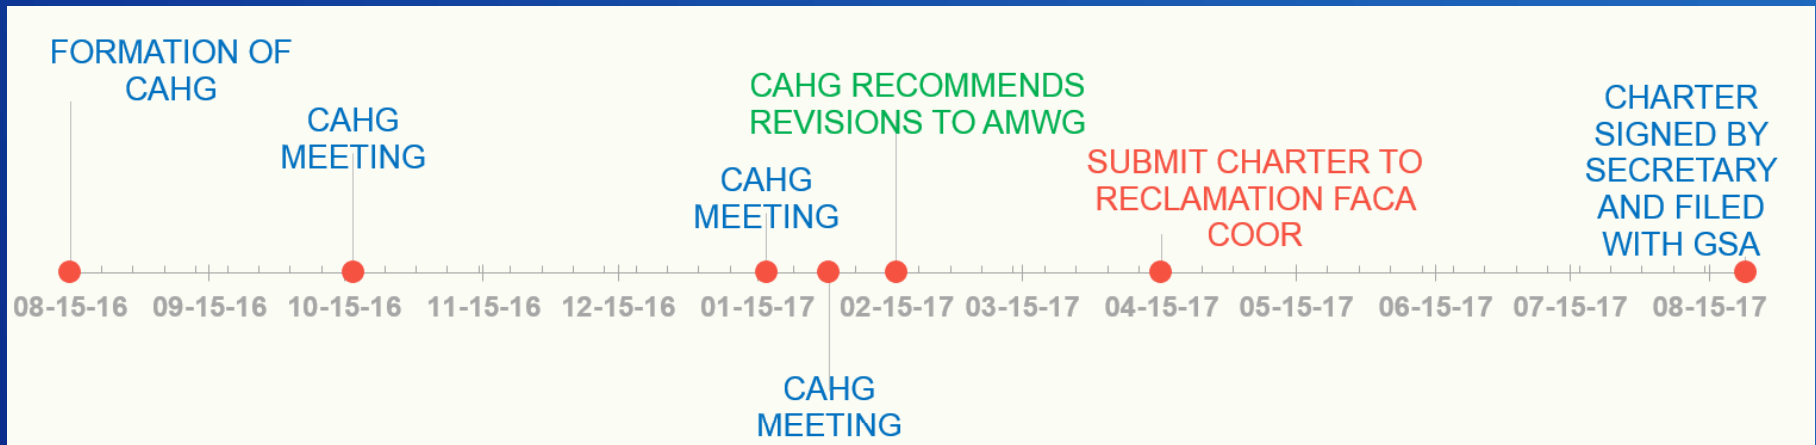 FORMATION OF
CAHG
CAHG
MEETING
CAHG
MEETING
CAHG RECOMMENDS
REVISIONS TO AMWG
SUBMIT CHARTER TO
RECLAMATION FACA
COOR
CHARTER
SIGNED BY
SECRETARY
AND FILED
WITH GSA
08-15-16 09-15-16 10-15-16 11-15-16 12-15-16 01-15-17 02-15-17 03-15-17 04-15-17 05-15-17 06-15-17 07-15-17 08-15-17
CAHG
MEETING